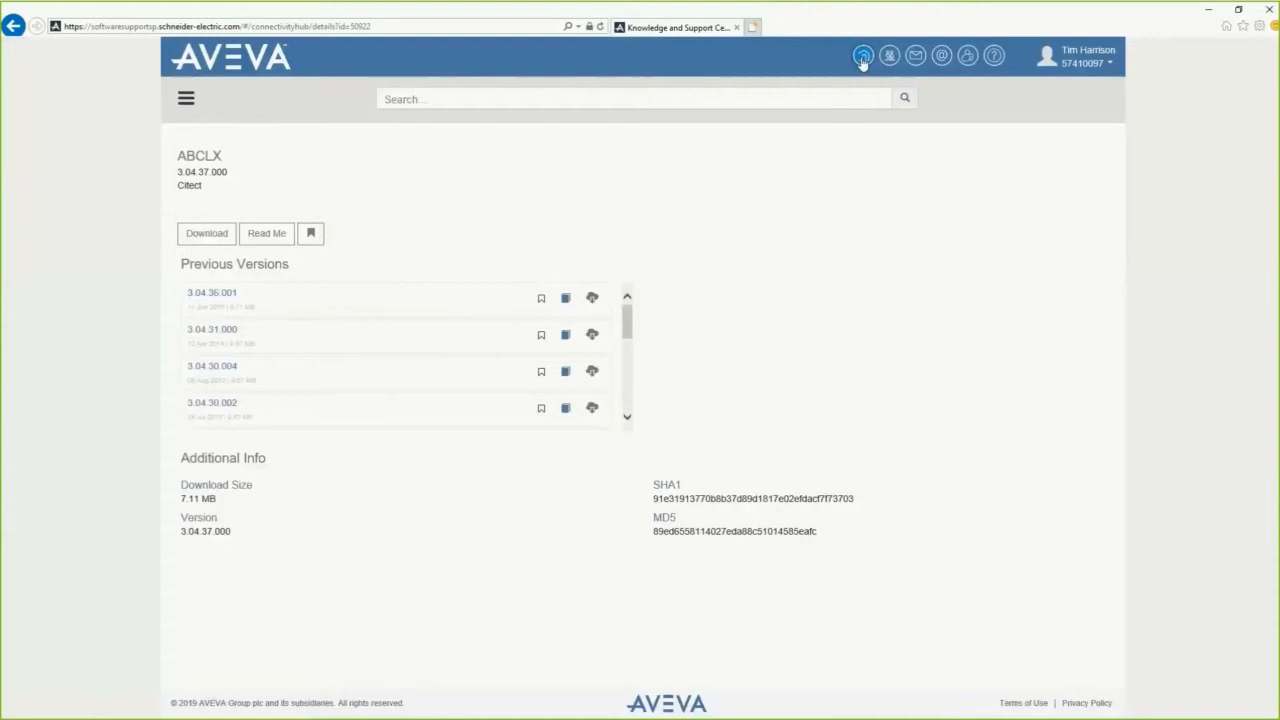 https://softwaresupportsp.schneider-electric.com/#/connectivityhub/details?id=50922
Knowledge and Support Ce...
AVEVA
Tim Harrison
57410097
Search...
ABCLX
3.04.37.000
Citect
Download
Read Me
Previous Versions
3.04.36.001
3.04.31.000
3.04.30.004
3.04.30.002
Additional Info
Download Size
7.11 MB
Version
3.04.37.000
SHA1
MD5
© 2019 AVEVA Group plc and its subsidiaries. All rights reserved.
AVEVA
Terms of Use | Privacy Policy